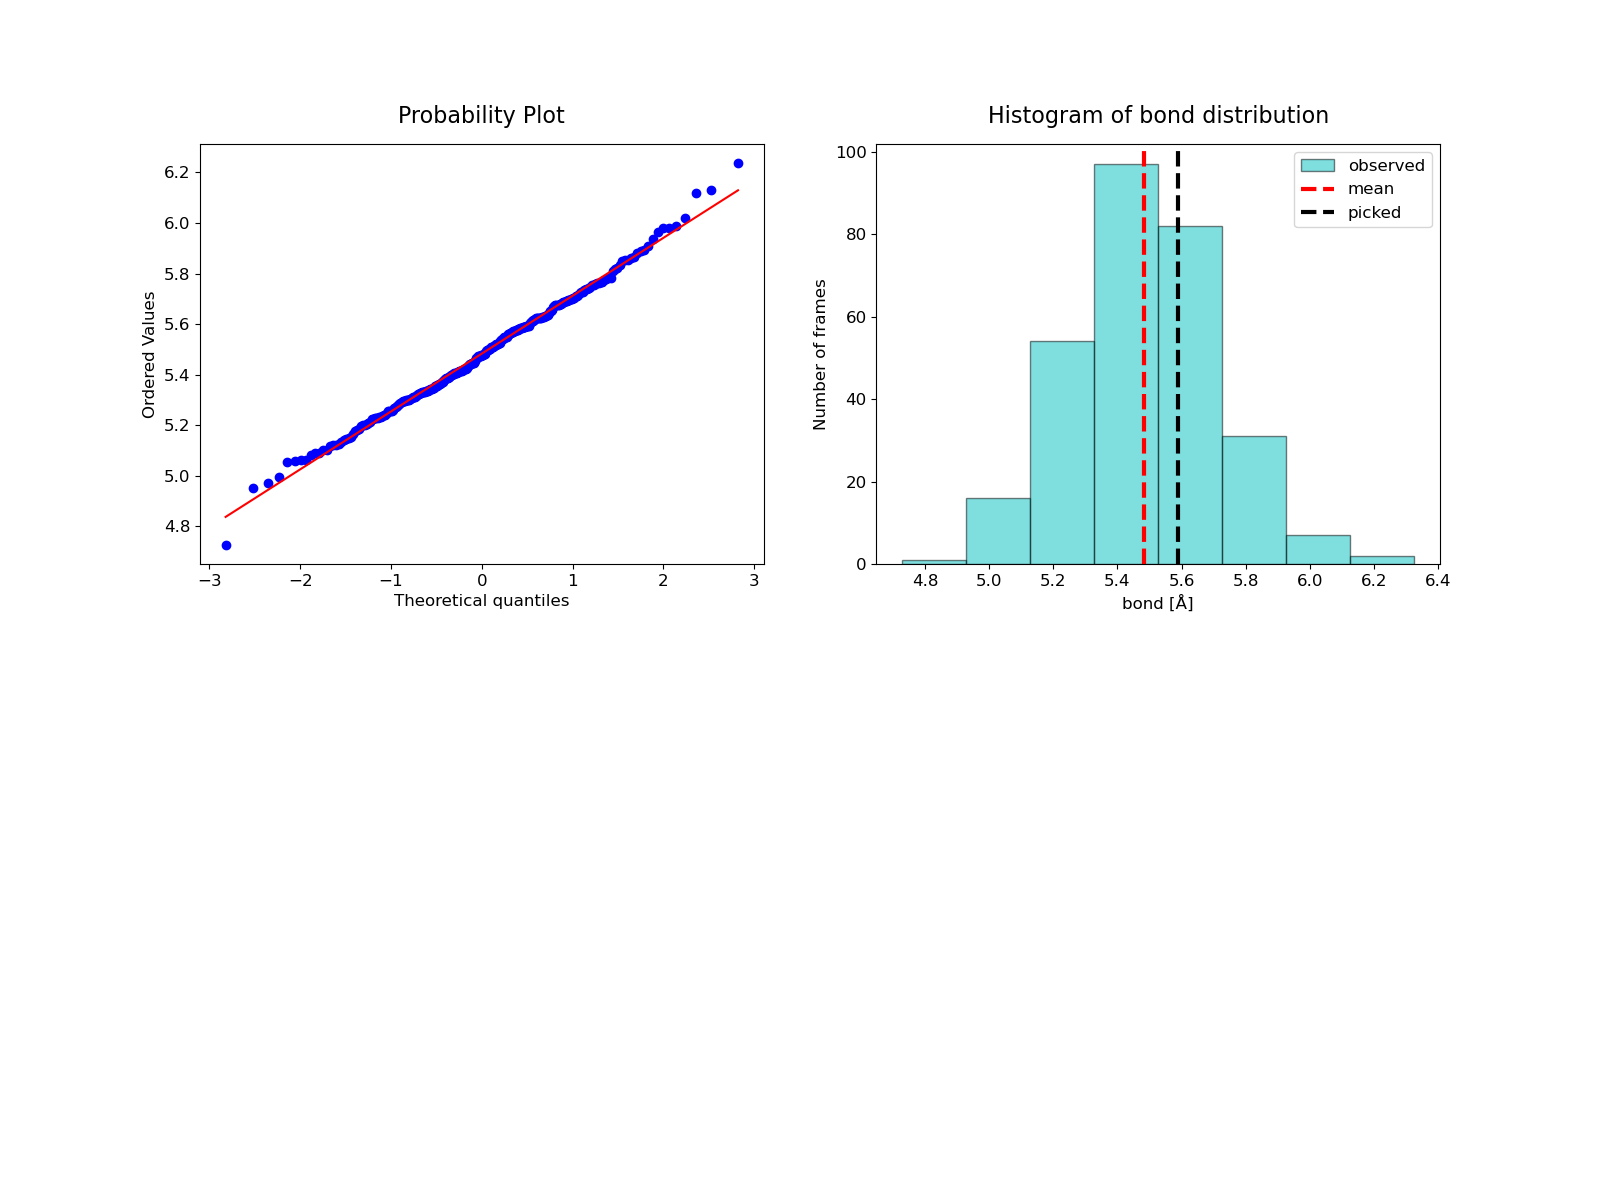 Probability Plot
6.2
6.0
5.8
5.6
5.4
5.2
5.0
4.8
Ordered Values
−3 −2 −1 0 1 2 3
Theoretical quantiles
Histogram of bond distribution
100
80
60
40
20
0
Number of frames
observed
mean
picked
4.8 5.0 5.2 5.4 5.6 5.8 6.0 6.2 6.4
bond [Å]